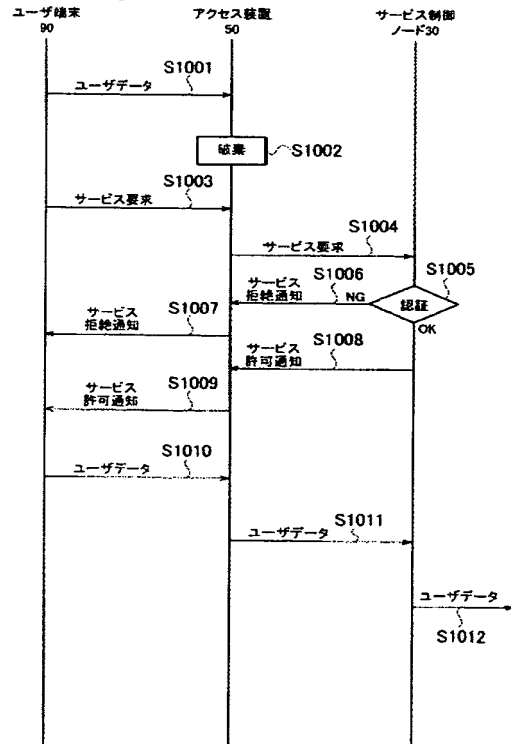 ユーザ端末
90
アクセス装置
50
サービス制御
ノード30
S1001
ユーザデータ
破棄
S1002
S1003
サービス要求
S1004
サービス要求
S1005
S1006
サービス
拒絶通知
NG
認証
OK
S1007
サービス
拒絶通知
S1008
サービス
許可通知
S1009
サービス
許可通知
S1010
ユーザデータ
S1011
ユーザデータ
ユーザデータ
S1012